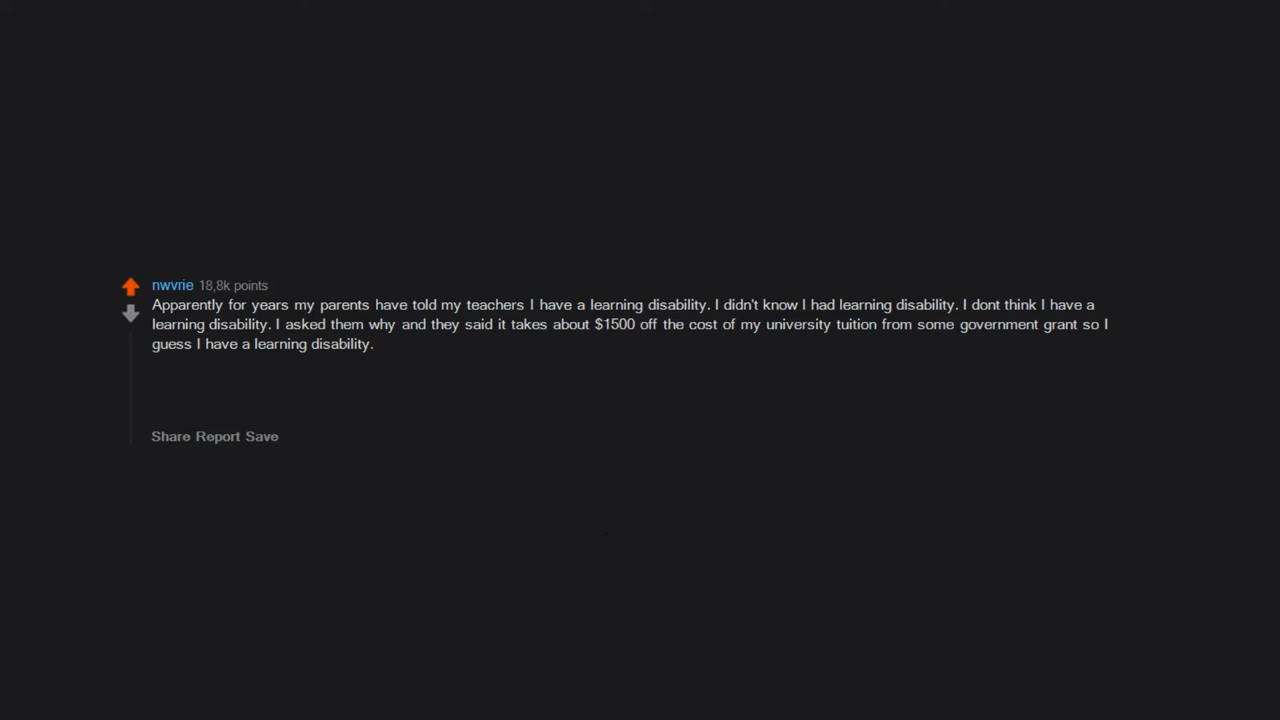 nwvrie 18,8k points
Apparently for years my parents have told my teachers I have a learning disability. I didn't know I had learning disability. I dont think I have a
learning disability. I asked them why and they said it takes about $1500 off the cost of my university tuition from some government grant so I
guess I have a learning disability.
Share Report Save